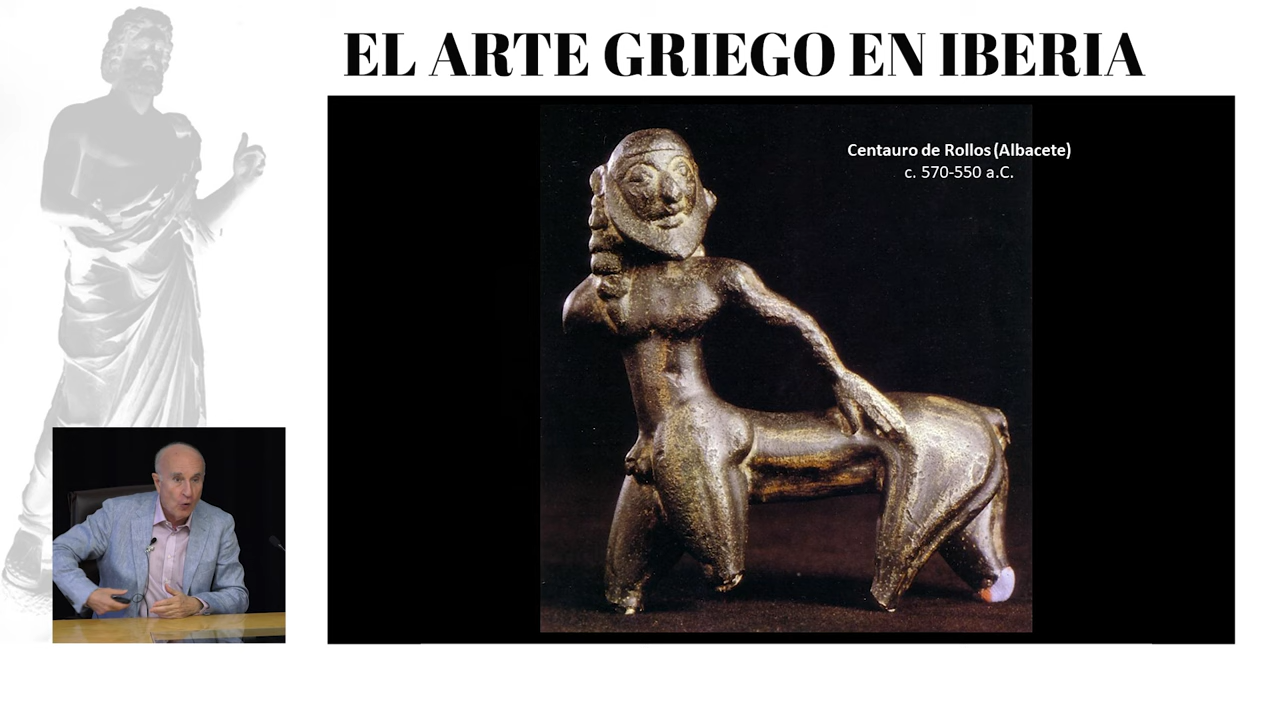 EL ARTE GRIEGO EN IBERIA
Centauro de Rollos (Albacete)
c. 570-550 a.C.